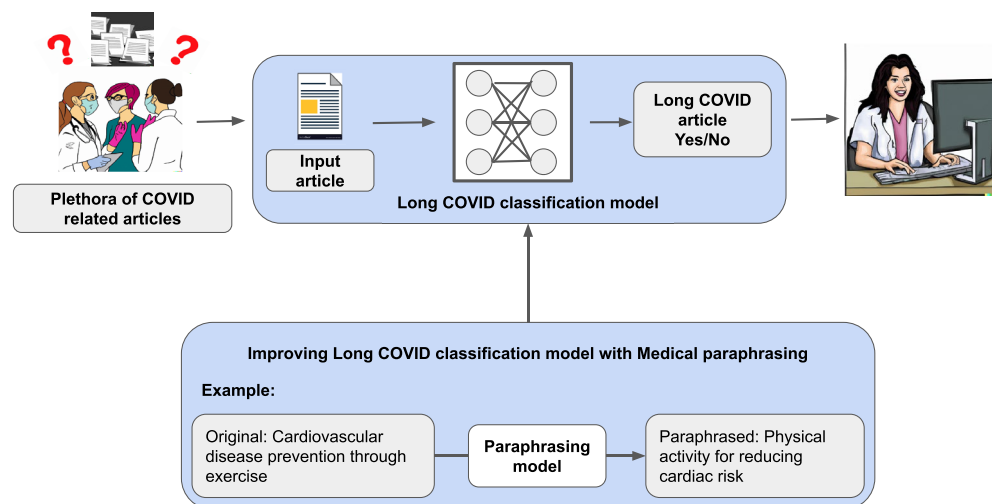 Plethora of COVID
related articles
Input
article
Long COVID
article
Yes/No
Long COVID classification model
Improving Long COVID classification model with Medical paraphrasing
Example:
Original: Cardiovascular
disease prevention through
exercise
Paraphrasing
model
Paraphrased: Physical
activity for reducing
cardiac risk